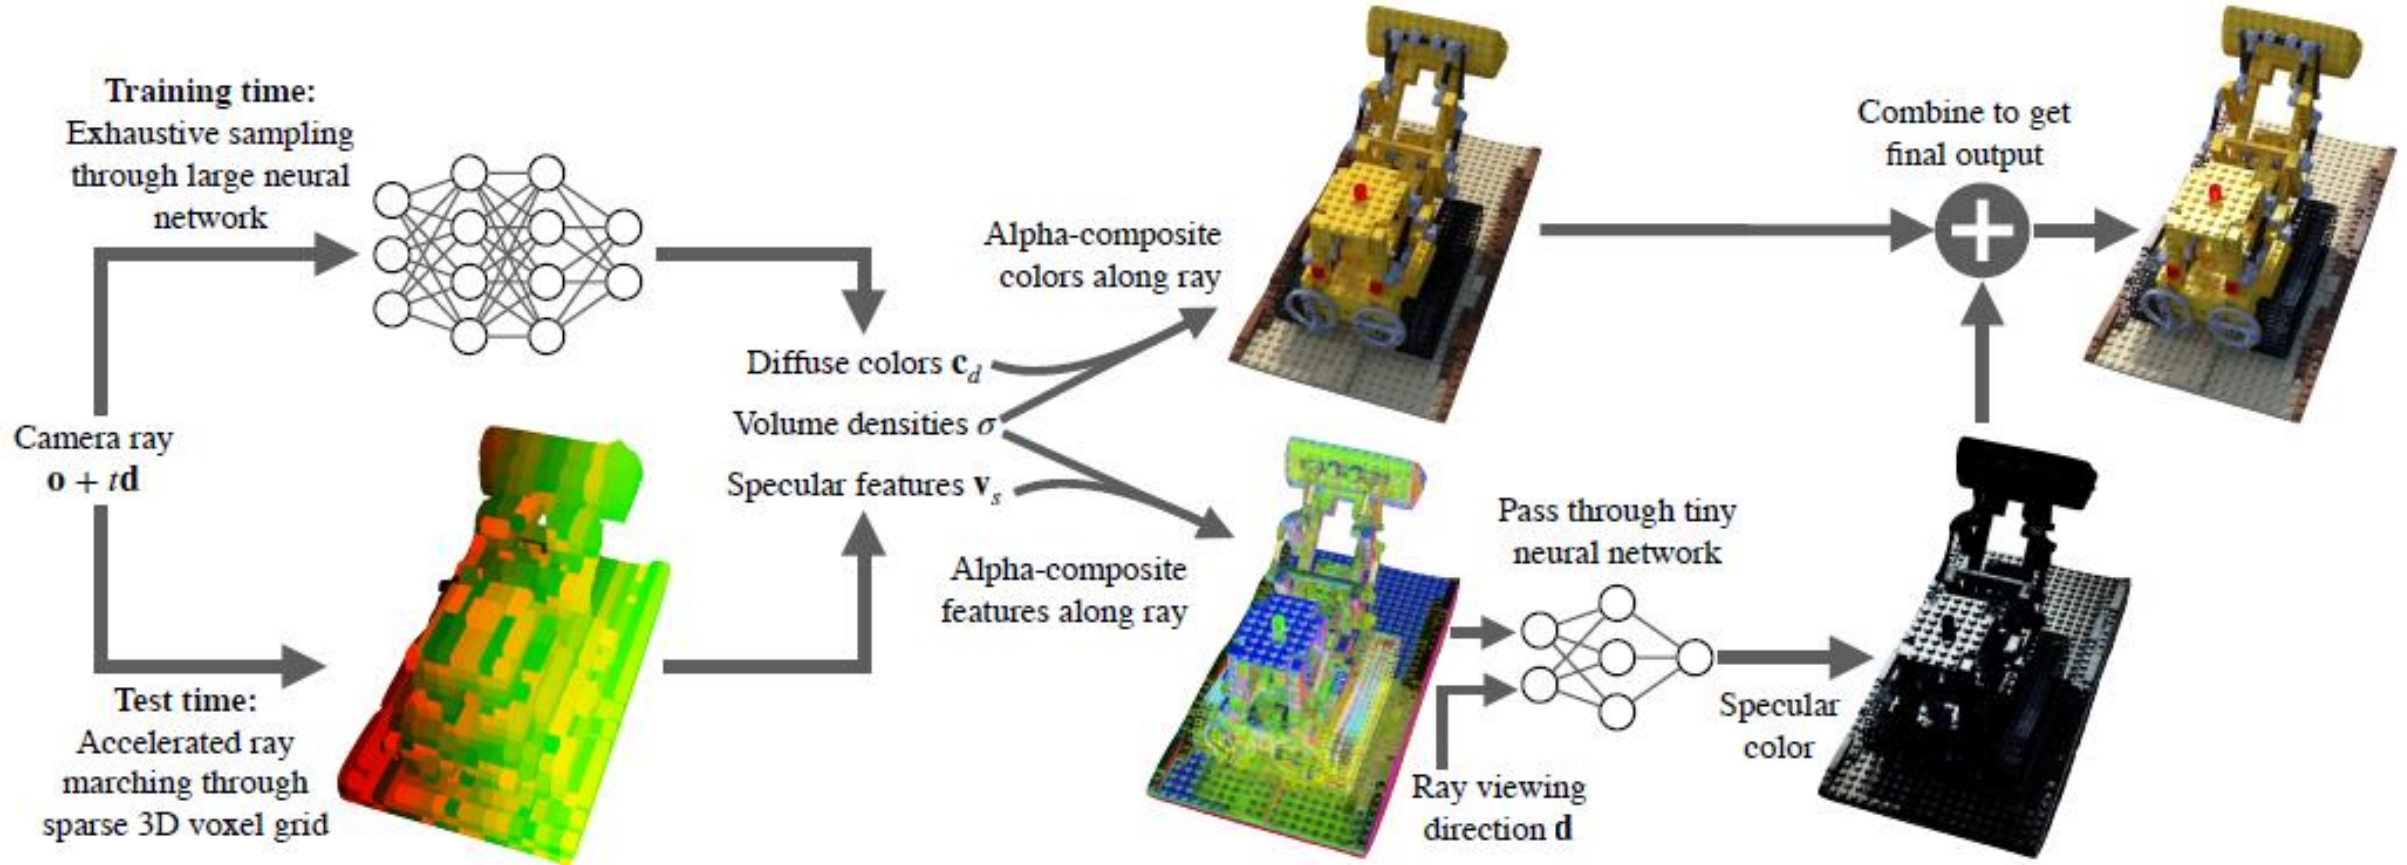 Training time:
Exhaustive sampling
through large neural
network
Camera ray
o + td
Test time:
Accelerated ray
marching through
sparse 3D voxel grid
Diffuse colors c_d
Volume densities σ
Specular features v_s
Alpha-composite
colors along ray
Alpha-composite
features along ray
Pass through tiny
neural network
Ray viewing
direction d
Specular
color
Combine to get
final output